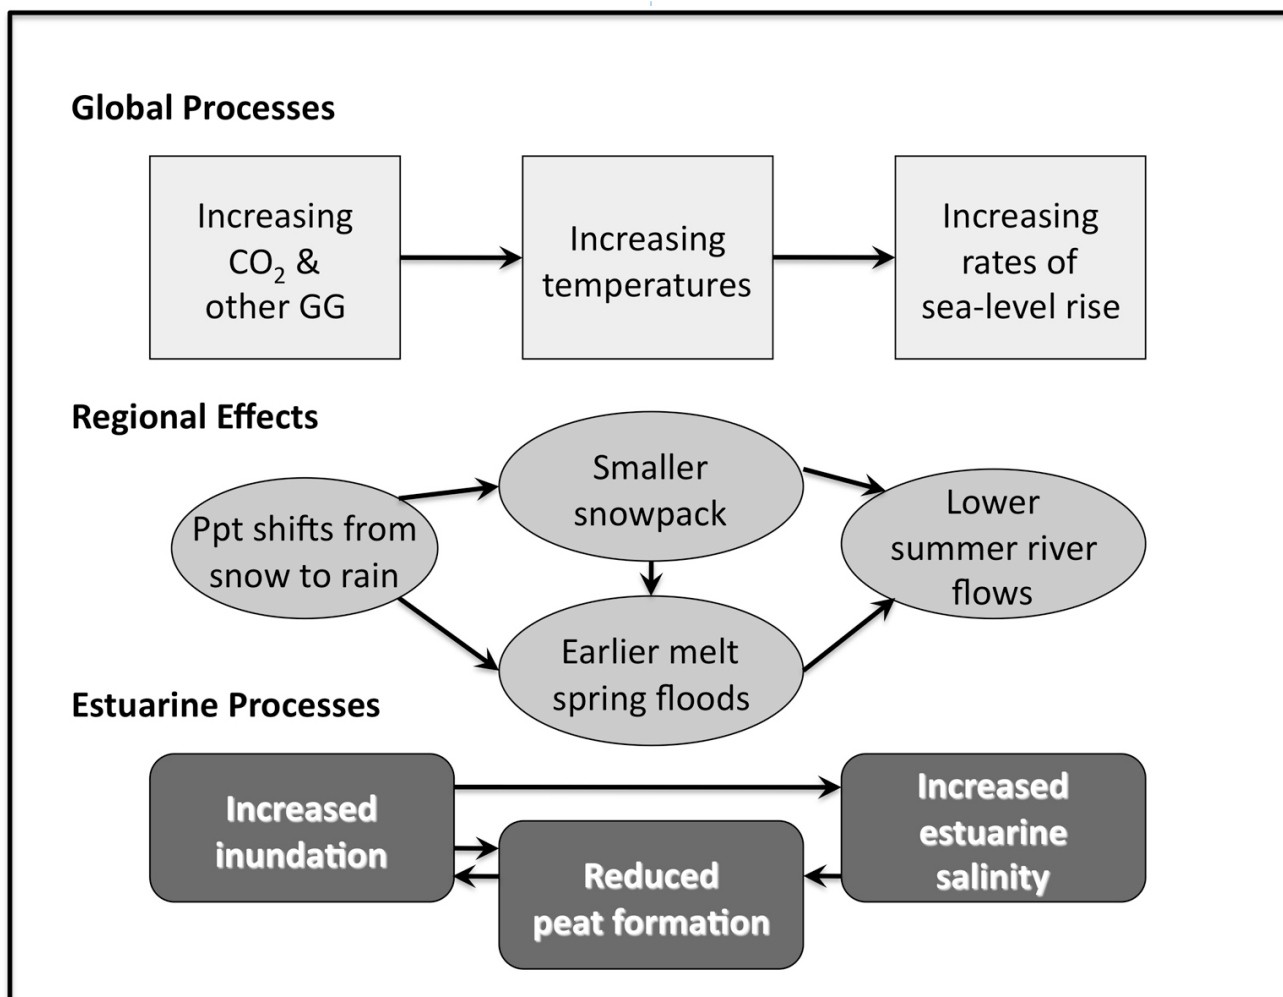 Global Processes
Increasing
CO₂ &
other GG
Increasing
temperatures
Increasing
rates of
sea-level rise
Regional Effects
Ppt shifts from
snow to rain
Smaller
snowpack
Earlier melt
spring floods
Lower
summer river
flows
Estuarine Processes
Increased
inundation
Reduced
peat formation
Increased
estuarine
salinity